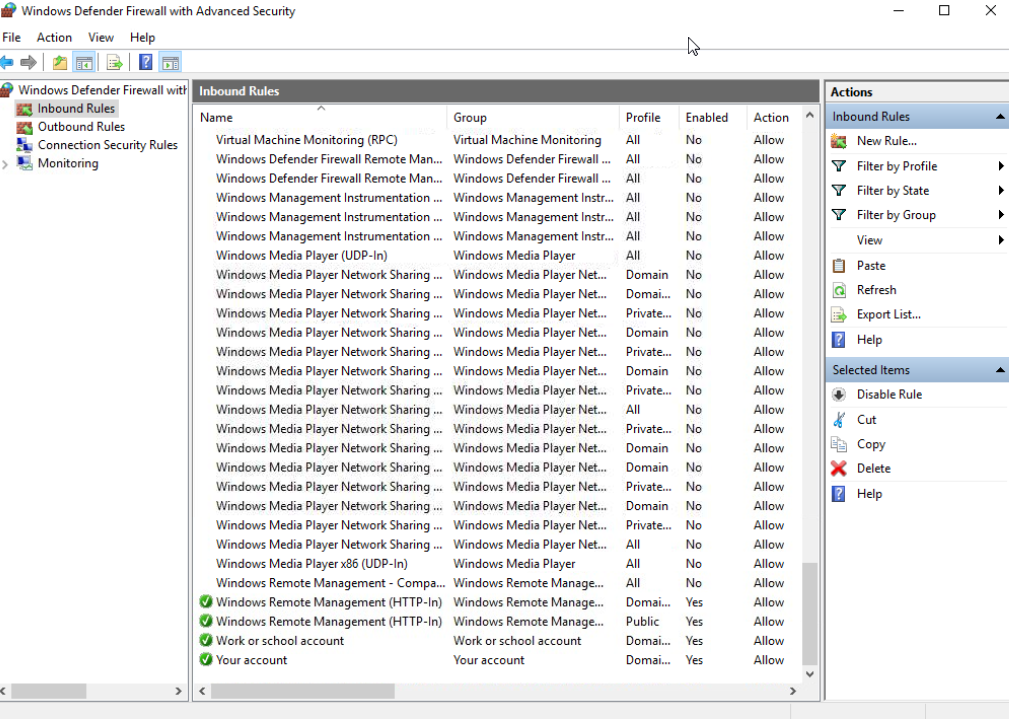 Windows Defender Firewall with Advanced Security
File Action View Help
Windows Defender Firewall with
Inbound Rules
Outbound Rules
Connection Security Rules
Monitoring
Inbound Rules
Name Group Profile Enabled Action
Virtual Machine Monitoring (RPC) Virtual Machine Monitoring All No Allow
Windows Defender Firewall Remote Man... Windows Defender Firewall ... All No Allow
Windows Defender Firewall Remote Man... Windows Defender Firewall ... All No Allow
Windows Management Instrumentation ... Windows Management Instr... All No Allow
Windows Management Instrumentation ... Windows Management Instr... All No Allow
Windows Management Instrumentation ... Windows Management Instr... All No Allow
Windows Media Player (UDP-In) Windows Media Player All No Allow
Windows Media Player Network Sharing ... Windows Media Player Net... Domain No Allow
Windows Media Player Network Sharing ... Windows Media Player Net... Domai... No Allow
Windows Media Player Network Sharing ... Windows Media Player Net... Private... No Allow
Windows Media Player Network Sharing ... Windows Media Player Net... Domain No Allow
Windows Media Player Network Sharing ... Windows Media Player Net... Private... No Allow
Windows Media Player Network Sharing ... Windows Media Player Net... Domain No Allow
Windows Media Player Network Sharing ... Windows Media Player Net... Private... No Allow
Windows Media Player Network Sharing ... Windows Media Player Net... All No Allow
Windows Media Player Network Sharing ... Windows Media Player Net... Private... No Allow
Windows Media Player Network Sharing ... Windows Media Player Net... Domain No Allow
Windows Media Player Network Sharing ... Windows Media Player Net... Domain No Allow
Windows Media Player Network Sharing ... Windows Media Player Net... Private... No Allow
Windows Media Player Network Sharing ... Windows Media Player Net... Domain No Allow
Windows Media Player Network Sharing ... Windows Media Player Net... Private... No Allow
Windows Media Player Network Sharing ... Windows Media Player Net... All No Allow
Windows Media Player x86 (UDP-In) Windows Media Player All No Allow
Windows Remote Management - Compa... Windows Remote Manage... All No Allow
Windows Remote Management (HTTP-In) Windows Remote Manage... Domai... Yes Allow
Windows Remote Management (HTTP-In) Windows Remote Manage... Public Yes Allow
Work or school account Work or school account Domai... Yes Allow
Your account Your account Domai... Yes Allow
Actions
Inbound Rules
New Rule...
Filter by Profile
Filter by State
Filter by Group
View
Paste
Refresh
Export List...
Help
Selected Items
Disable Rule
Cut
Copy
Delete
Help